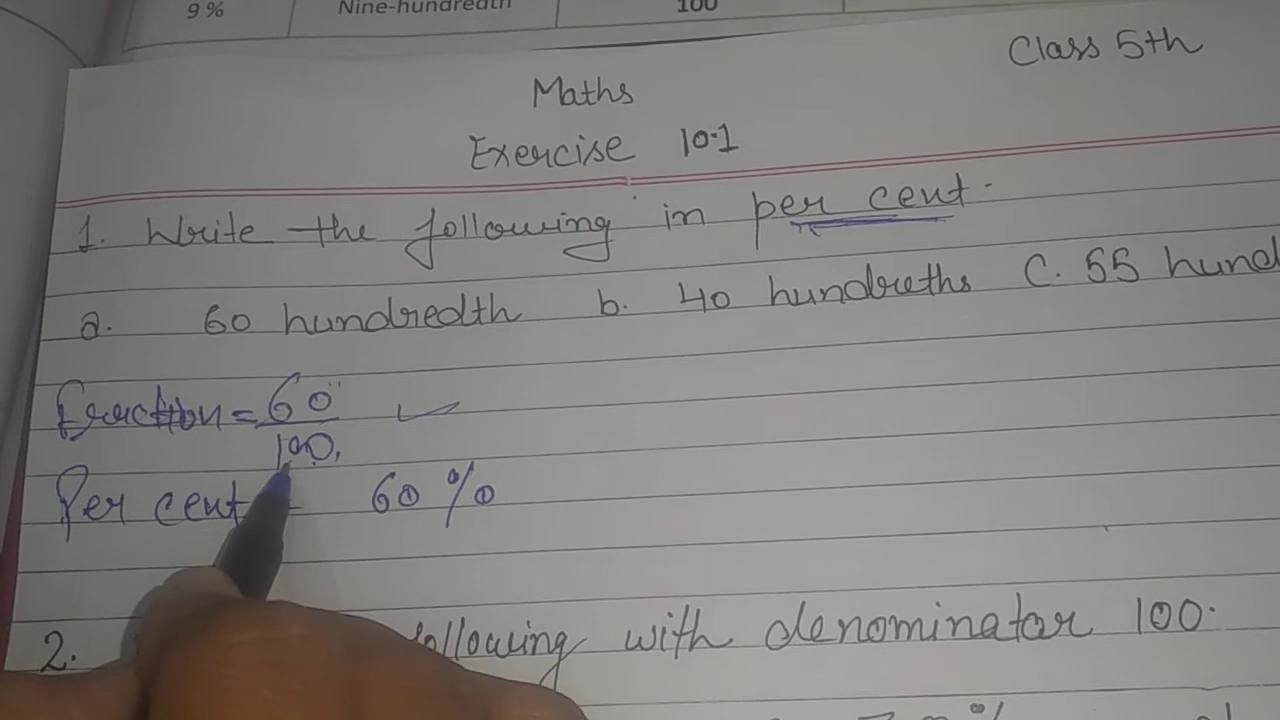 9 % Nine-hundredth 100
Class 5th
Maths
Exercise 10.1
1. Write the following in per cent.
a. 60 hundredth b. 40 hundreths C. 55 hund
Fraction = 60
100
Per cent 60 %
2. following with denominator 100.